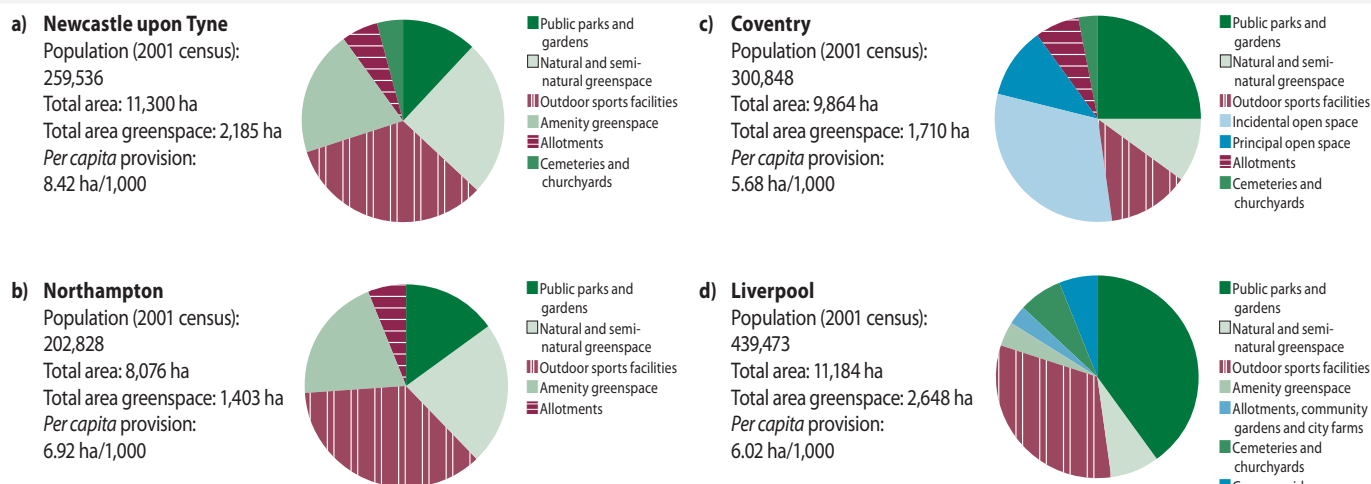 a) Newcastle upon Tyne
Population (2001 census):
259,536
Total area: 11,300 ha
Total area greenspace: 2,185 ha
Per capita provision:
8.42 ha/1,000
Public parks and
gardens
Natural and semi-
natural greenspace
Outdoor sports facilities
Amenity greenspace
Allotments
Cemeteries and
churchyards
b) Northampton
Population (2001 census):
202,828
Total area: 8,076 ha
Total area greenspace: 1,403 ha
Per capita provision:
6.92 ha/1,000
Public parks and
gardens
Natural and semi-
natural greenspace
Outdoor sports facilities
Amenity greenspace
Allotments
c) Coventry
Population (2001 census):
300,848
Total area: 9,864 ha
Total area greenspace: 1,710 ha
Per capita provision:
5.68 ha/1,000
Public parks and
gardens
Natural and semi-
natural greenspace
Outdoor sports facilities
Incidental open space
Principal open space
Allotments
Cemeteries and
churchyards
d) Liverpool
Population (2001 census):
439,473
Total area: 11,184 ha
Total area greenspace: 2,648 ha
Per capita provision:
6.02 ha/1,000
Public parks and
gardens
Natural and semi-
natural greenspace
Outdoor sports facilities
Amenity greenspace
Allotments, community
gardens and city farms
Cemeteries and
churchyards